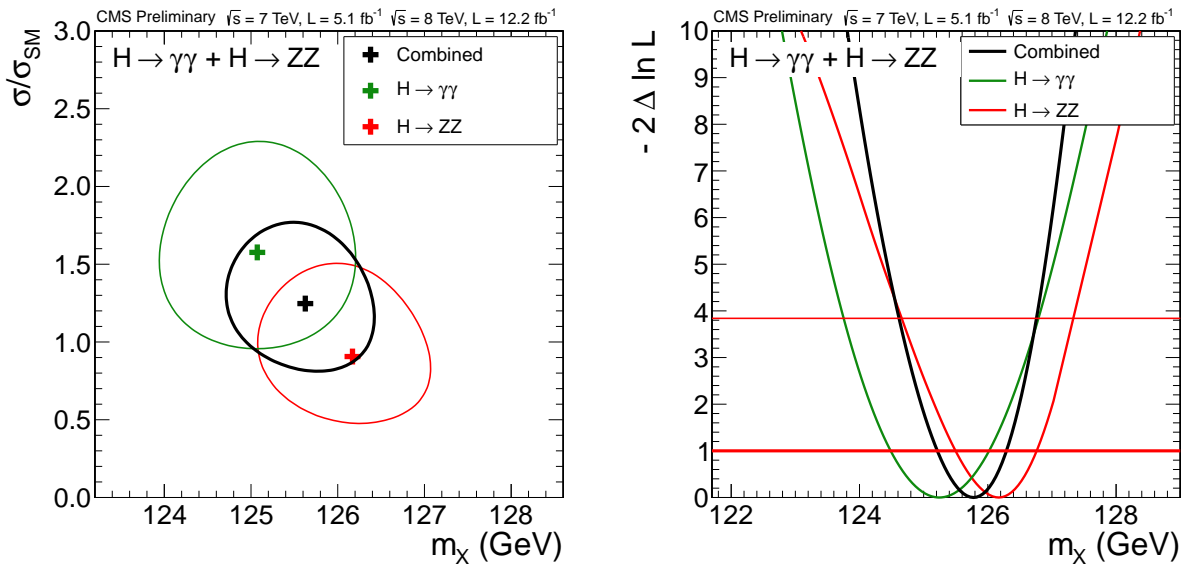 CMS Preliminary √s = 7 TeV, L = 5.1 fb⁻¹ √s = 8 TeV, L = 12.2 fb⁻¹
σ/σSM
H → γγ + H → ZZ
Combined
H → γγ
H → ZZ
3.0
2.5
2.0
1.5
1.0
0.5
0.0
124 125 126 127 128
mX (GeV)
CMS Preliminary √s = 7 TeV, L = 5.1 fb⁻¹ √s = 8 TeV, L = 12.2 fb⁻¹
- 2 Δ ln L
H → γγ + H → ZZ
Combined
H → γγ
H → ZZ
10
9
8
7
6
5
4
3
2
1
0
122 124 126 128
mX (GeV)